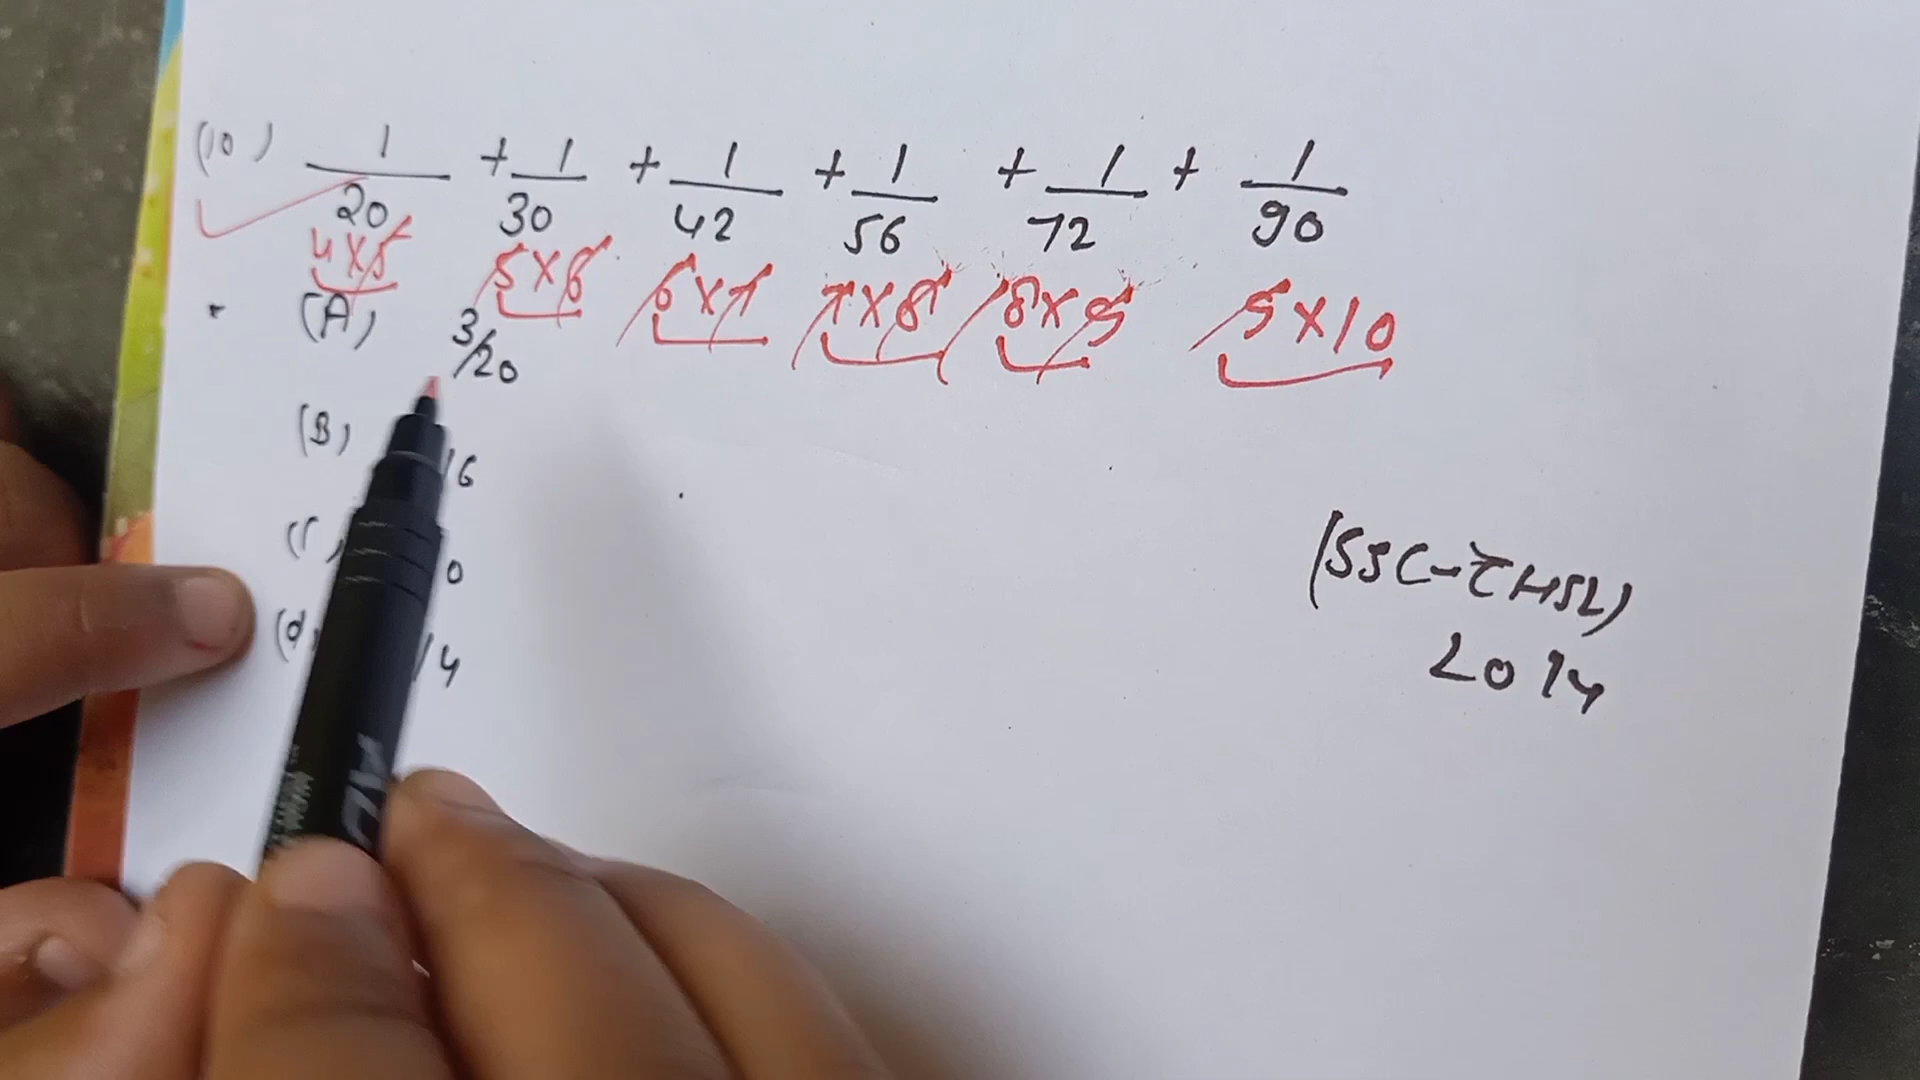 (10) 1/20 + 1/30 + 1/42 + 1/56 + 1/72 + 1/90
4×5 5×6 6×7 7×8 8×9 9×10
(A) 3/20
(B) 16
0
(d) 14
(SSC-CHSL)
2014